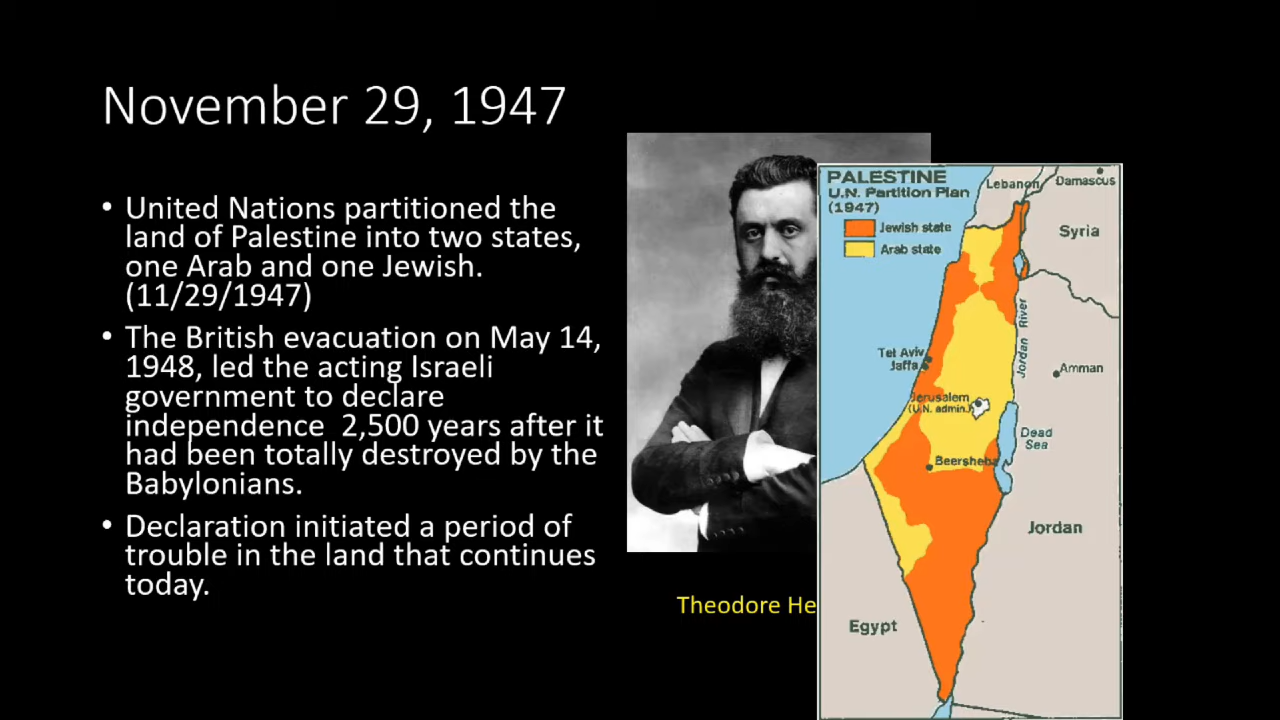 November 29, 1947
• United Nations partitioned the
land of Palestine into two states,
one Arab and one Jewish.
(11/29/1947)
• The British evacuation on May 14,
1948, led the acting Israeli
government to declare
independence  2,500 years after it
had been totally destroyed by the
Babylonians.
• Declaration initiated a period of
trouble in the land that continues
today.
Theodore He
PALESTINE
U.N. Partition Plan
(1947)
Jewish state
Arab state
Lebanon
Damascus
Syria
Jordan River
Tel Aviv
Jaffa
Amman
Jerusalem
(U.N. admin.)
Dead
Sea
Beersheba
Jordan
Egypt